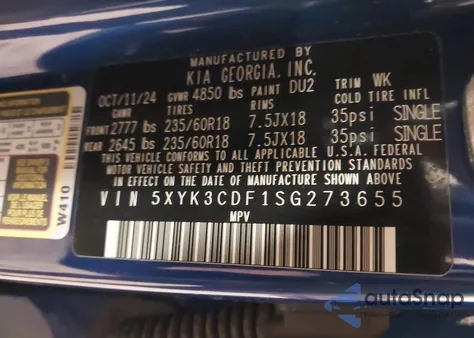 MANUFACTURED BY
KIA GEORGIA, INC.
OCT/11/24 GVWR 4850 lbs PAINT DU2 TRIM WK
TIRES RIMS COLD TIRE INFL
FRONT 2777 lbs 235/60R18 7.5JX18 35psi SINGLE
REAR 2645 lbs 235/60R18 7.5JX18 35psi SINGLE
THIS VEHICLE CONFORMS TO ALL APPLICABLE U.S.A. FEDERAL
MOTOR VEHICLE SAFETY AND THEFT PREVENTION STANDARDS
IN EFFECT ON THE DATE OF MANUFACTURE SHOWN ABOVE.
VIN 5XYK3CDF1SG273655
MPV
W410
autoSnap